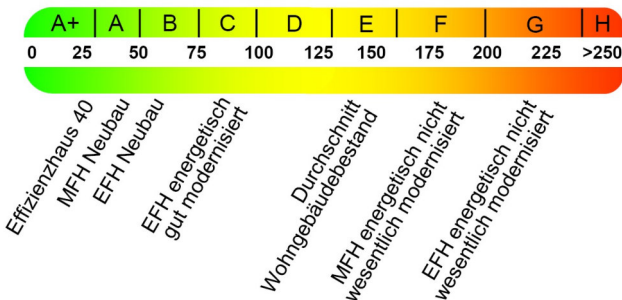 A+ A B C D E F G H
0 25 50 75 100 125 150 175 200 225 >250
Effizienzhaus 40
MFH Neubau
EFH Neubau
EFH energetisch
gut modernisiert
Durchschnitt
Wohngebäudebestand
MFH energetisch nicht
wesentlich modernisiert
EFH energetisch nicht
wesentlich modernisiert